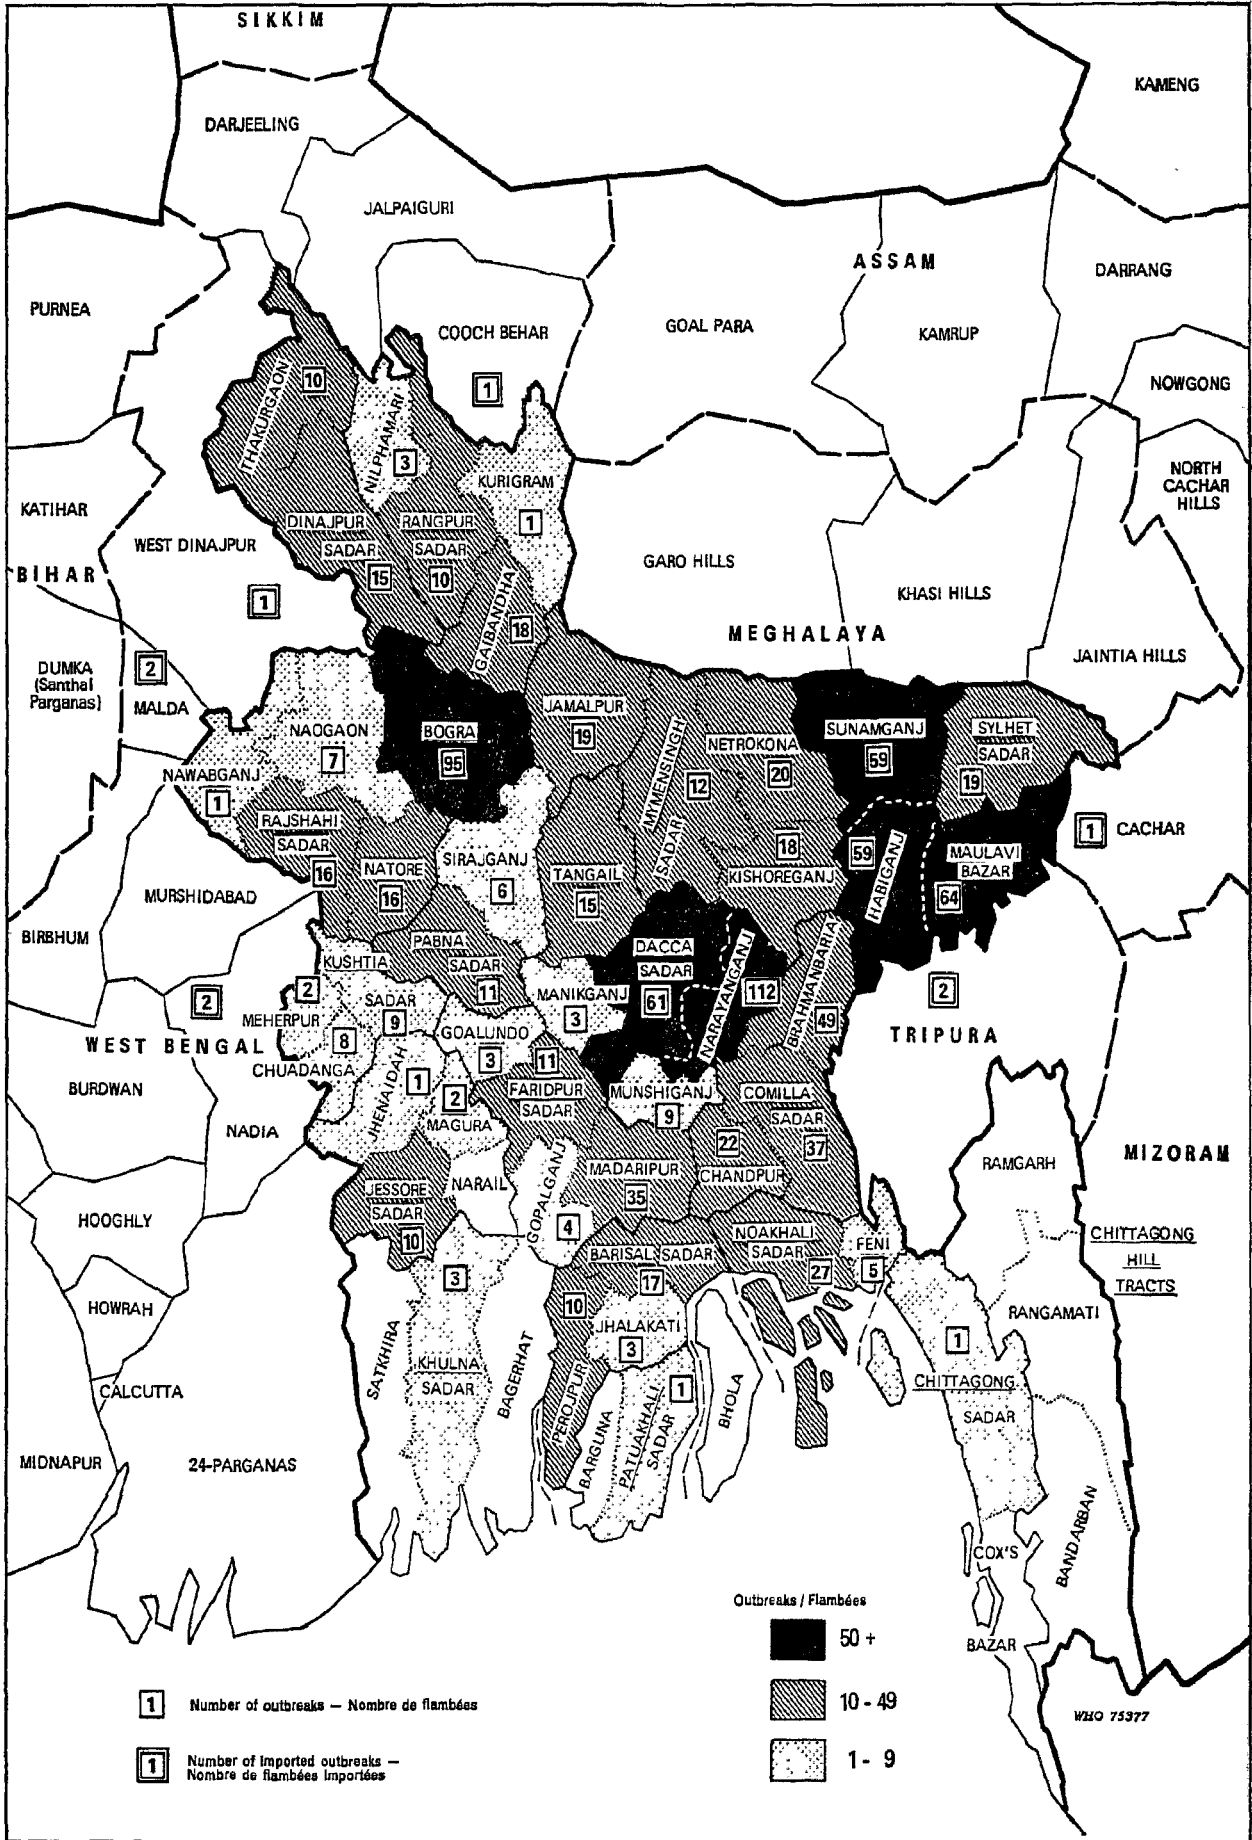 SIKKIM
KAMENG
DARJEELING
JALPAIGURI
ASSAM
DARRANG
PURNEA
GOAL PARA
COOCH BEHAR
KAMRUP
NOWGONG
1
THAKURGAON
10
NILPHAMARI
3
KURIGRAM
1
NORTH
CACHAR
HILLS
KATIHAR
WEST DINAJPUR
1
DINAJPUR
SADAR
15
RANGPUR
SADAR
10
GARO HILLS
BIHAR
KHASI HILLS
GAIBANDHA
18
MEGHALAYA
JAINTIA HILLS
DUMKA
(Santhal
Parganas)
2
MALDA
NAOGAON
7
BOGRA
95
JAMALPUR
19
MYMENSINGH
SADAR
12
NETROKONA
20
SUNAMGANJ
59
SYLHET
SADAR
19
NAWABGANJ
1
RAJSHAHI
SADAR
16
NATORE
16
SIRAJGANJ
6
TANGAIL
15
18
KISHOREGANJ
59
HABIGANJ
MAULAVI
BAZAR
64
1
CACHAR
MURSHIDABAD
BIRBHUM
KUSHTIA
SADAR
9
PABNA
SADAR
11
MANIKGANJ
3
DACCA
SADAR
61
NARAYANGANJ
112
BRAHMANBARIA
49
2
TRIPURA
2
2
MEHERPUR
8
CHUADANGA
WEST BENGAL
GOALUNDO
3
JHENAIDAH
1
2
MAGURA
11
FARIDPUR
SADAR
MUNSHIGANJ
9
COMILLA
SADAR
37
BURDWAN
NADIA
22
CHANDPUR
MIZORAM
RAMGARH
MADARIPUR
35
JESSORE
SADAR
10
NARAIL
GOPALGANJ
4
HOOGHLY
CHITTAGONG
HILL
TRACTS
NOAKHALI
SADAR
27
FENI
5
BARISAL SADAR
17
3
10
HOWRAH
RANGAMATI
JHALAKATI
3
1
CHITTAGONG
SADAR
SATKHIRA
KHULNA
SADAR
BAGERHAT
PEROJPUR
BARGUNA
PATUAKHALI
SADAR
1
BHOLA
CALCUTTA
MIDNAPUR
24-PARGANAS
BANDARBAN
COX'S
BAZAR
Outbreaks / Flambées
50 +
10 - 49
1 - 9
1 Number of outbreaks — Nombre de flambées
1 Number of imported outbreaks —
Nombre de flambées importées
WHO 75377